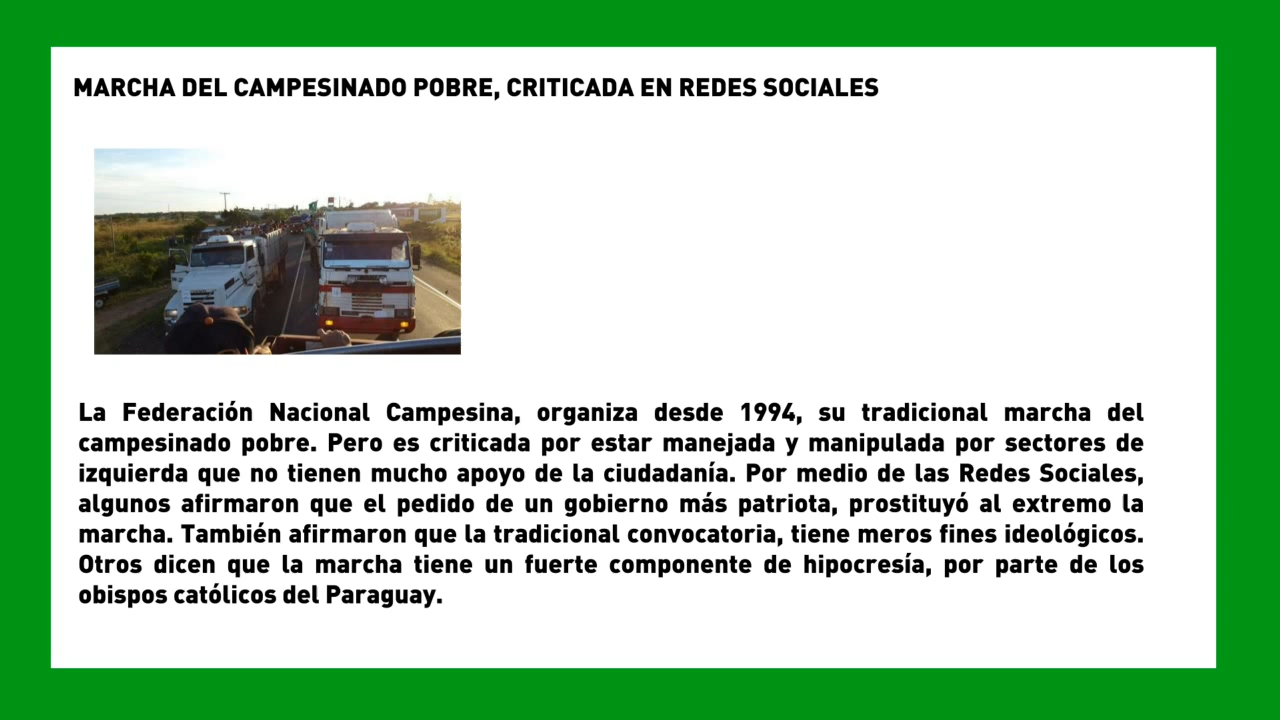 MARCHA DEL CAMPESINADO POBRE, CRITICADA EN REDES SOCIALES
La Federación Nacional Campesina, organiza desde 1994, su tradicional marcha del
campesinado pobre. Pero es criticada por estar manejada y manipulada por sectores de
izquierda que no tienen mucho apoyo de la ciudadanía. Por medio de las Redes Sociales,
algunos afirmaron que el pedido de un gobierno más patriota, prostituyó al extremo la
marcha. También afirmaron que la tradicional convocatoria, tiene meros fines ideológicos.
Otros dicen que la marcha tiene un fuerte componente de hipocresía, por parte de los
obispos católicos del Paraguay.